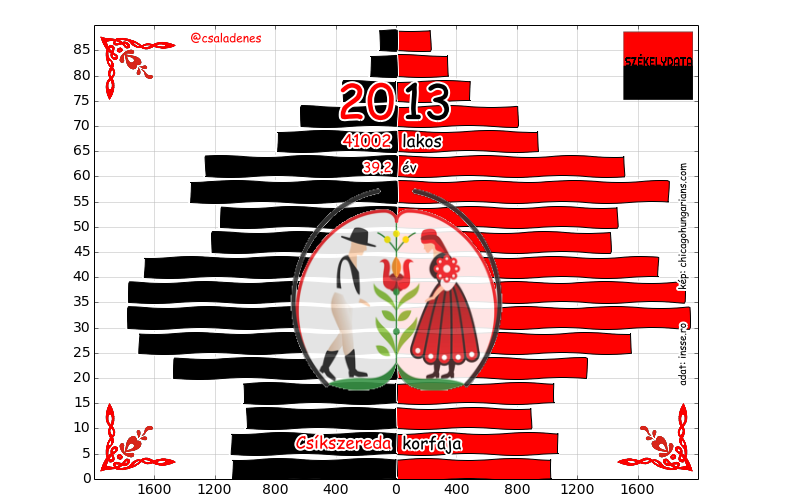 @csaladenes
SZÉKELYDATA
2013
41002 lakos
39.2 év
kép: chicagohungarians.com
adat: insse.ro
Csíkszereda korfája
85
80
75
70
65
60
55
50
45
40
35
30
25
20
15
10
5
0
1600 1200 800 400 0 400 800 1200 1600